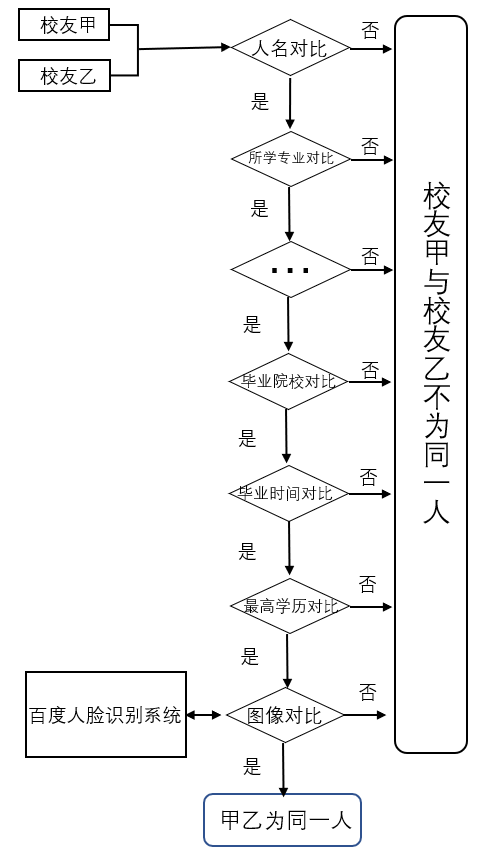 校友甲
校友乙
人名对比
否
是
所学专业对比
否
是
...
否
是
毕业院校对比
否
是
毕业时间对比
否
是
最高学历对比
否
是
百度人脸识别系统
图像对比
否
是
甲乙为同一人
校友甲与校友乙不为同一人